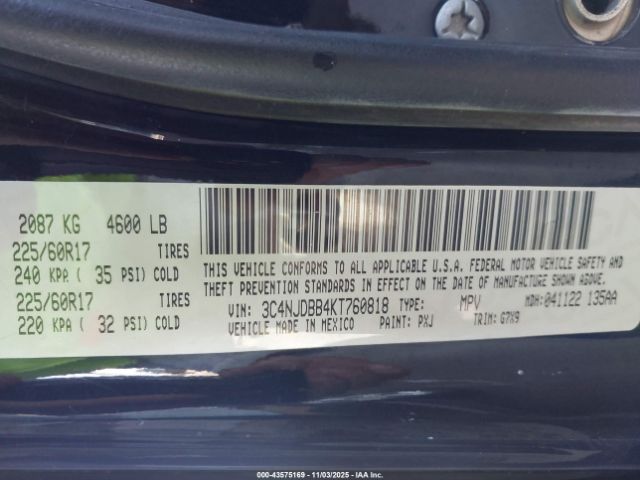 2087 KG 4600 LB
225/60R17 TIRES
240 KPA ( 35 PSI) COLD
225/60R17 TIRES
220 KPA ( 32 PSI) COLD
THIS VEHICLE CONFORMS TO ALL APPLICABLE U.S.A. FEDERAL MOTOR VEHICLE SAFETY AND
THEFT PREVENTION STANDARDS IN EFFECT ON THE DATE OF MANUFACTURE SHOWN ABOVE.
VIN: 3C4NJDBB4KT760818 TYPE: MPV MDH: 041122 135AA
VEHICLE MADE IN MEXICO PAINT: PXJ TRIM: G7X9
000-43575169 - 11/03/2025 - IAA Inc.